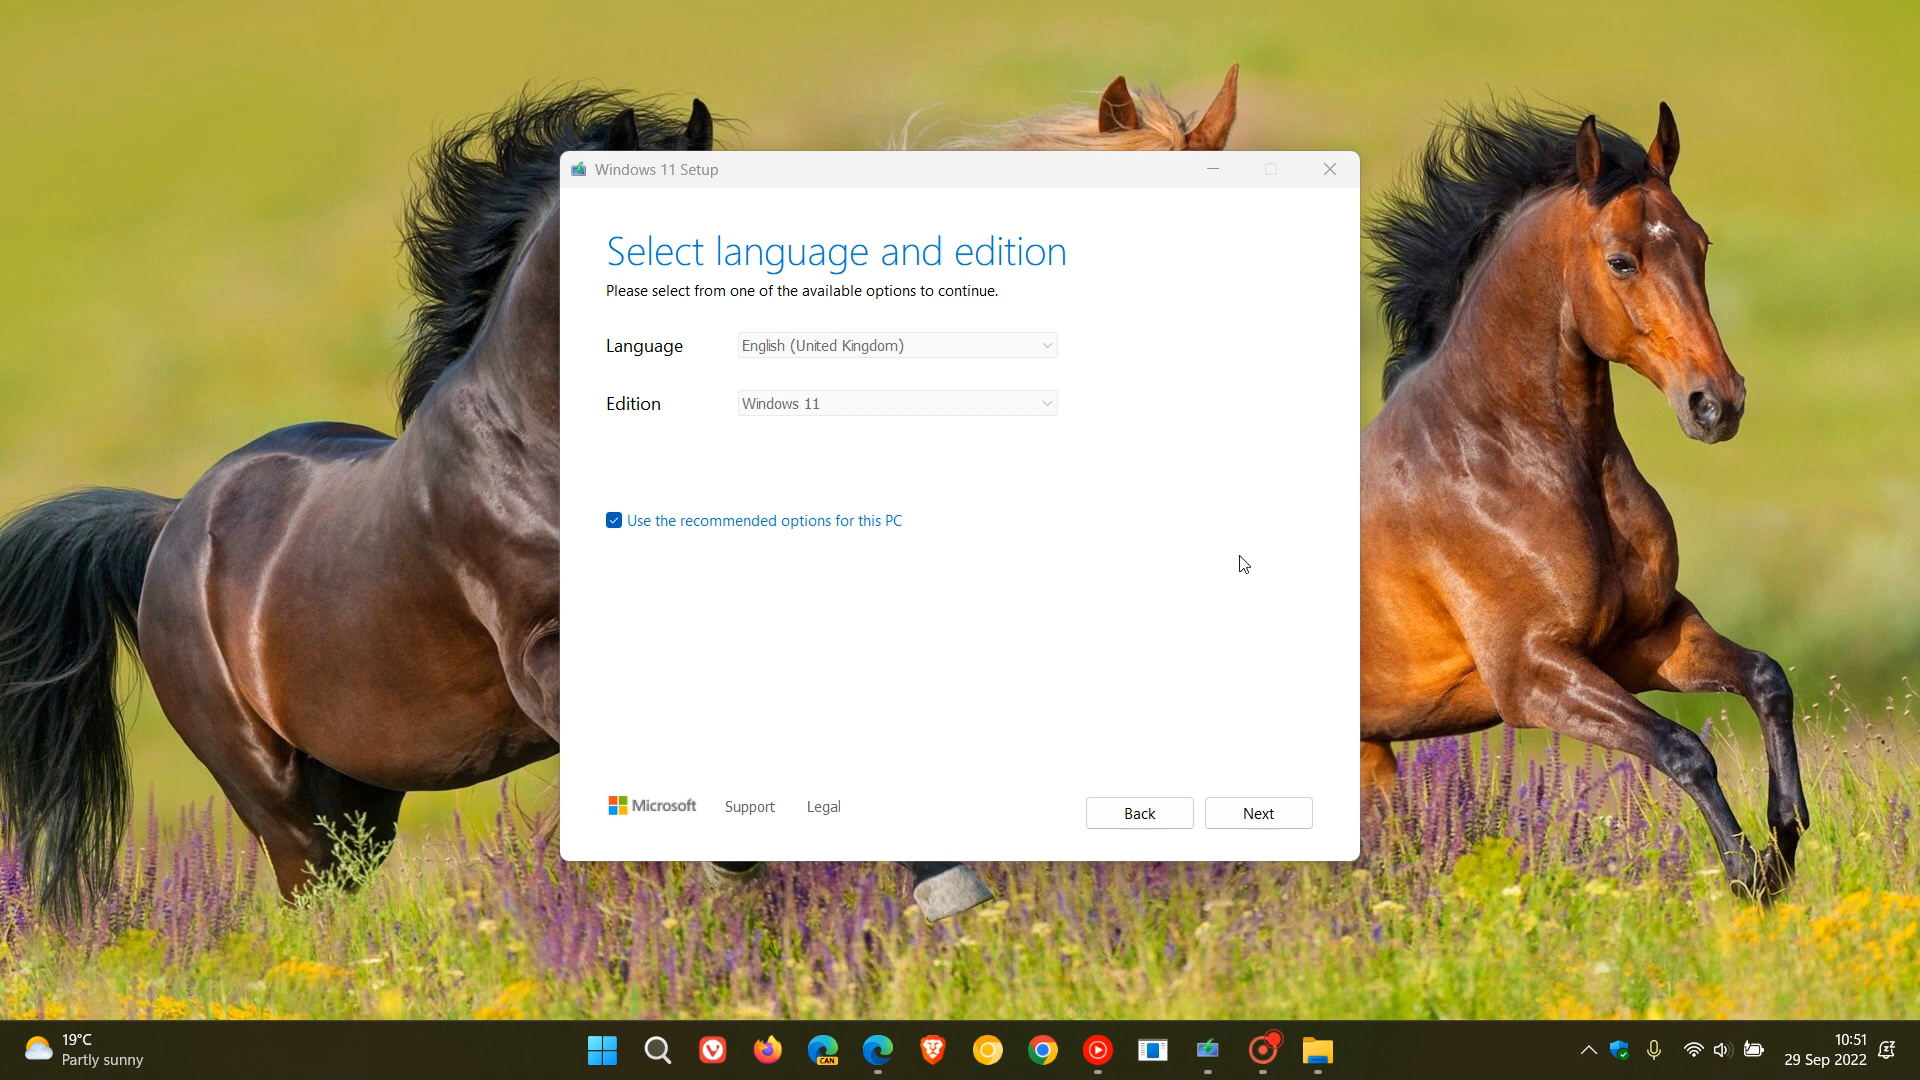 Windows 11 Setup
Select language and edition
Please select from one of the available options to continue.
Language English (United Kingdom)
Edition Windows 11
Use the recommended options for this PC
Microsoft Support Legal Back Next
19°C
Partly sunny
CAN
10:51
29 Sep 2022